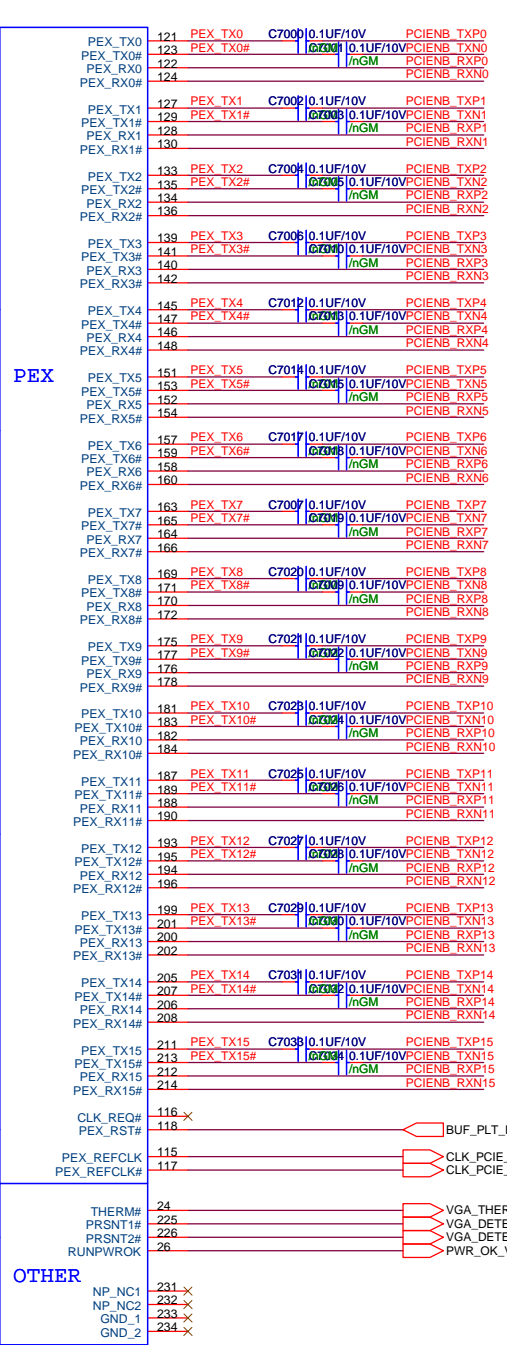 PEX_TX0 121 PEX_TX0 C7000 0.1UF/10V PCIENB_TXP0
PEX_TX0# 123 PEX_TX0# C7001 0.1UF/10V PCIENB_TXN0
PEX_RX0 122 /nGM PCIENB_RXP0
PEX_RX0# 124 PCIENB_RXN0
PEX_TX1 127 PEX_TX1 C7002 0.1UF/10V PCIENB_TXP1
PEX_TX1# 129 PEX_TX1# C7003 0.1UF/10V PCIENB_TXN1
PEX_RX1 128 /nGM PCIENB_RXP1
PEX_RX1# 130 PCIENB_RXN1
PEX_TX2 133 PEX_TX2 C7004 0.1UF/10V PCIENB_TXP2
PEX_TX2# 135 PEX_TX2# C7005 0.1UF/10V PCIENB_TXN2
PEX_RX2 134 /nGM PCIENB_RXP2
PEX_RX2# 136 PCIENB_RXN2
PEX_TX3 139 PEX_TX3 C7006 0.1UF/10V PCIENB_TXP3
PEX_TX3# 141 PEX_TX3# C7010 0.1UF/10V PCIENB_TXN3
PEX_RX3 140 /nGM PCIENB_RXP3
PEX_RX3# 142 PCIENB_RXN3
PEX_TX4 145 PEX_TX4 C7012 0.1UF/10V PCIENB_TXP4
PEX_TX4# 147 PEX_TX4# C7013 0.1UF/10V PCIENB_TXN4
PEX_RX4 146 /nGM PCIENB_RXP4
PEX_RX4# 148 PCIENB_RXN4
PEX
PEX_TX5 151 PEX_TX5 C7014 0.1UF/10V PCIENB_TXP5
PEX_TX5# 153 PEX_TX5# C7015 0.1UF/10V PCIENB_TXN5
PEX_RX5 152 /nGM PCIENB_RXP5
PEX_RX5# 154 PCIENB_RXN5
PEX_TX6 157 PEX_TX6 C7017 0.1UF/10V PCIENB_TXP6
PEX_TX6# 159 PEX_TX6# C7018 0.1UF/10V PCIENB_TXN6
PEX_RX6 158 /nGM PCIENB_RXP6
PEX_RX6# 160 PCIENB_RXN6
PEX_TX7 163 PEX_TX7 C7007 0.1UF/10V PCIENB_TXP7
PEX_TX7# 165 PEX_TX7# C7019 0.1UF/10V PCIENB_TXN7
PEX_RX7 164 /nGM PCIENB_RXP7
PEX_RX7# 166 PCIENB_RXN7
PEX_TX8 169 PEX_TX8 C7020 0.1UF/10V PCIENB_TXP8
PEX_TX8# 171 PEX_TX8# C7009 0.1UF/10V PCIENB_TXN8
PEX_RX8 170 /nGM PCIENB_RXP8
PEX_RX8# 172 PCIENB_RXN8
PEX_TX9 175 PEX_TX9 C7021 0.1UF/10V PCIENB_TXP9
PEX_TX9# 177 PEX_TX9# C7022 0.1UF/10V PCIENB_TXN9
PEX_RX9 176 /nGM PCIENB_RXP9
PEX_RX9# 178 PCIENB_RXN9
PEX_TX10 181 PEX_TX10 C7023 0.1UF/10V PCIENB_TXP10
PEX_TX10# 183 PEX_TX10# C7024 0.1UF/10V PCIENB_TXN10
PEX_RX10 182 /nGM PCIENB_RXP10
PEX_RX10# 184 PCIENB_RXN10
PEX_TX11 187 PEX_TX11 C7025 0.1UF/10V PCIENB_TXP11
PEX_TX11# 189 PEX_TX11# C7026 0.1UF/10V PCIENB_TXN11
PEX_RX11 188 /nGM PCIENB_RXP11
PEX_RX11# 190 PCIENB_RXN11
PEX_TX12 193 PEX_TX12 C7027 0.1UF/10V PCIENB_TXP12
PEX_TX12# 195 PEX_TX12# C7028 0.1UF/10V PCIENB_TXN12
PEX_RX12 194 /nGM PCIENB_RXP12
PEX_RX12# 196 PCIENB_RXN12
PEX_TX13 199 PEX_TX13 C7029 0.1UF/10V PCIENB_TXP13
PEX_TX13# 201 PEX_TX13# C7030 0.1UF/10V PCIENB_TXN13
PEX_RX13 200 /nGM PCIENB_RXP13
PEX_RX13# 202 PCIENB_RXN13
PEX_TX14 205 PEX_TX14 C7031 0.1UF/10V PCIENB_TXP14
PEX_TX14# 207 PEX_TX14# C7032 0.1UF/10V PCIENB_TXN14
PEX_RX14 206 /nGM PCIENB_RXP14
PEX_RX14# 208 PCIENB_RXN14
PEX_TX15 211 PEX_TX15 C7033 0.1UF/10V PCIENB_TXP15
PEX_TX15# 213 PEX_TX15# C7034 0.1UF/10V PCIENB_TXN15
PEX_RX15 212 /nGM PCIENB_RXP15
PEX_RX15# 214 PCIENB_RXN15
CLK_REQ# 116
PEX_RST# 118 BUF_PLT_
PEX_REFCLK 115 CLK_PCIE_
PEX_REFCLK# 117 CLK_PCIE_
THERM# 24 VGA_THER
PRSNT1# 225 VGA_DETE
PRSNT2# 226 VGA_DETE
RUNPWROK 26 PWR_OK_
OTHER
NP_NC1 231
NP_NC2 232
GND_1 233
GND_2 234